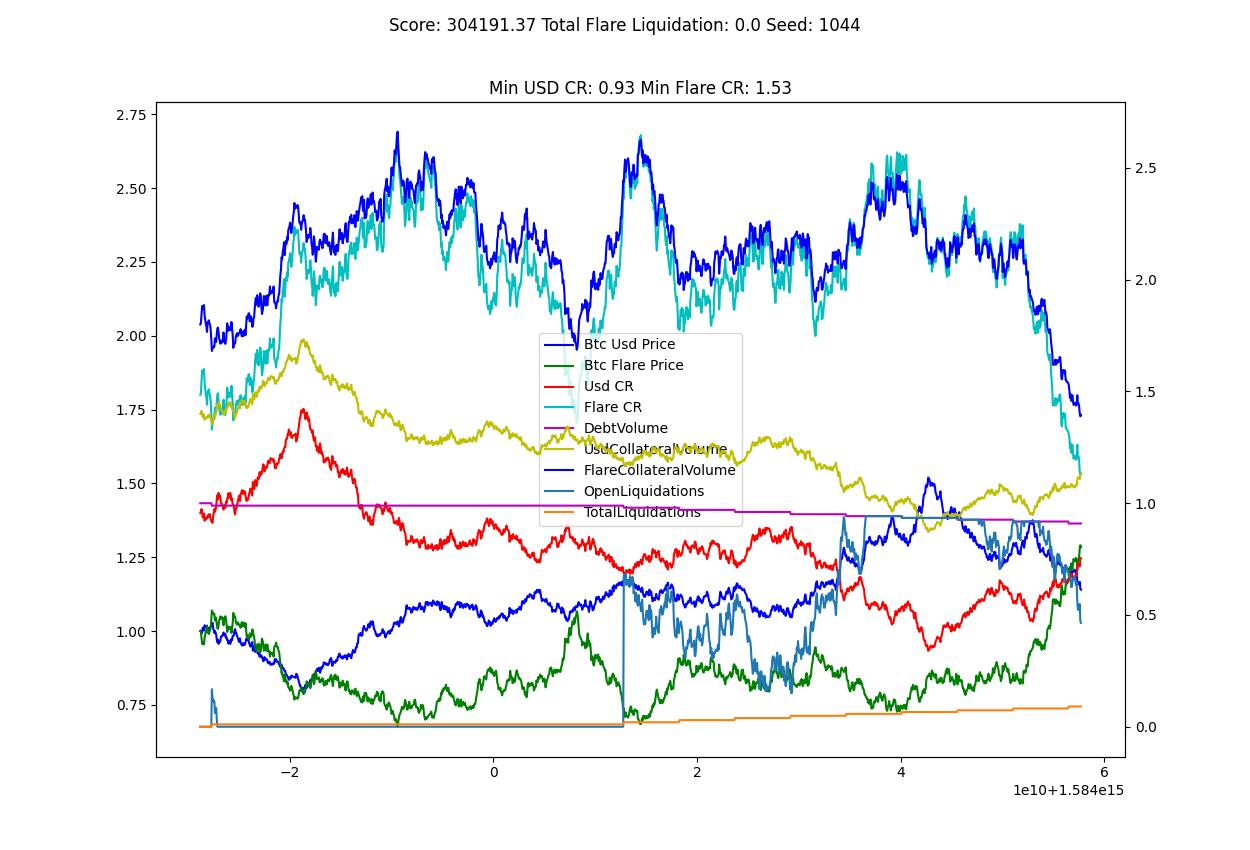 Score: 304191.37 Total Flare Liquidation: 0.0 Seed: 1044
Min USD CR: 0.93 Min Flare CR: 1.53
2.75
2.50
2.25
2.00
1.75
1.50
1.25
1.00
0.75
2.5
2.0
1.5
1.0
0.5
0.0
Btc Usd Price
Btc Flare Price
Usd CR
Flare CR
DebtVolume
UsdCollateralVolume
FlareCollateralVolume
OpenLiquidations
TotalLiquidations
−2
0
2
4
6
1e10+1.584e15